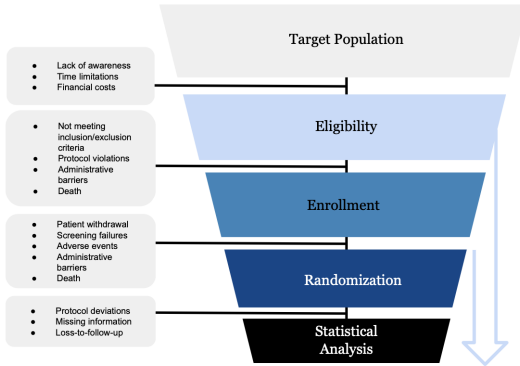 Target Population
● Lack of awareness
● Time limitations
● Financial costs
Eligibility
● Not meeting
inclusion/exclusion
criteria
● Protocol violations
● Administrative
barriers
● Death
Enrollment
● Patient withdrawal
● Screening failures
● Adverse events
● Administrative
barriers
● Death
Randomization
● Protocol deviations
● Missing information
● Loss-to-follow-up
Statistical
Analysis